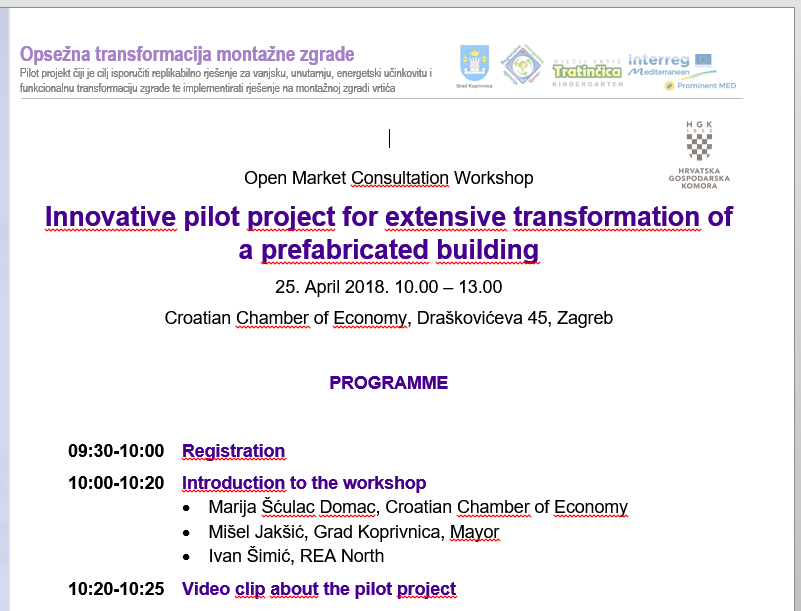 Opsežna transformacija montažne zgrade
Pilot projekt čiji je cilj isporučiti replikabilno rješenje za vanjsku, unutarnju, energetski učinkovitu i
funkcionalnu transformaciju zgrade te implementirati rješenje na montažnoj zgradi vrtića
Grad Koprivnica
DJEČJI VRTIĆ
Tratinčica
KINDERGARTEN
Interreg
Mediterranean
Prominent MED
HGK
1852
HRVATSKA
GOSPODARSKA
KOMORA
Open Market Consultation Workshop
Innovative pilot project for extensive transformation of
a prefabricated building
25. April 2018. 10.00 – 13.00
Croatian Chamber of Economy, Draškovićeva 45, Zagreb
PROGRAMME
09:30-10:00 Registration
10:00-10:20 Introduction to the workshop
• Marija Šćulac Domac, Croatian Chamber of Economy
• Mišel Jakšić, Grad Koprivnica, Mayor
• Ivan Šimić, REA North
10:20-10:25 Video clip about the pilot project